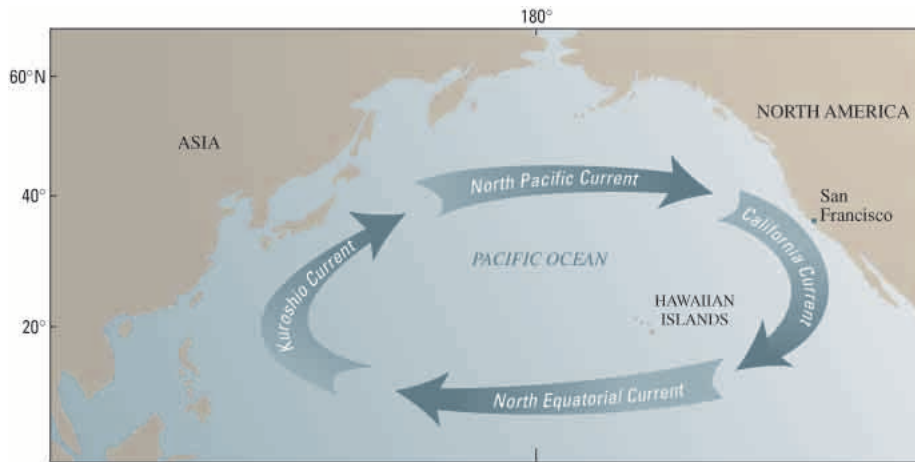 180°
60°N
NORTH AMERICA
ASIA
North Pacific Current
40°
San
Francisco
California Current
Kuroshio Current
PACIFIC OCEAN
HAWAIIAN
ISLANDS
20°
North Equatorial Current